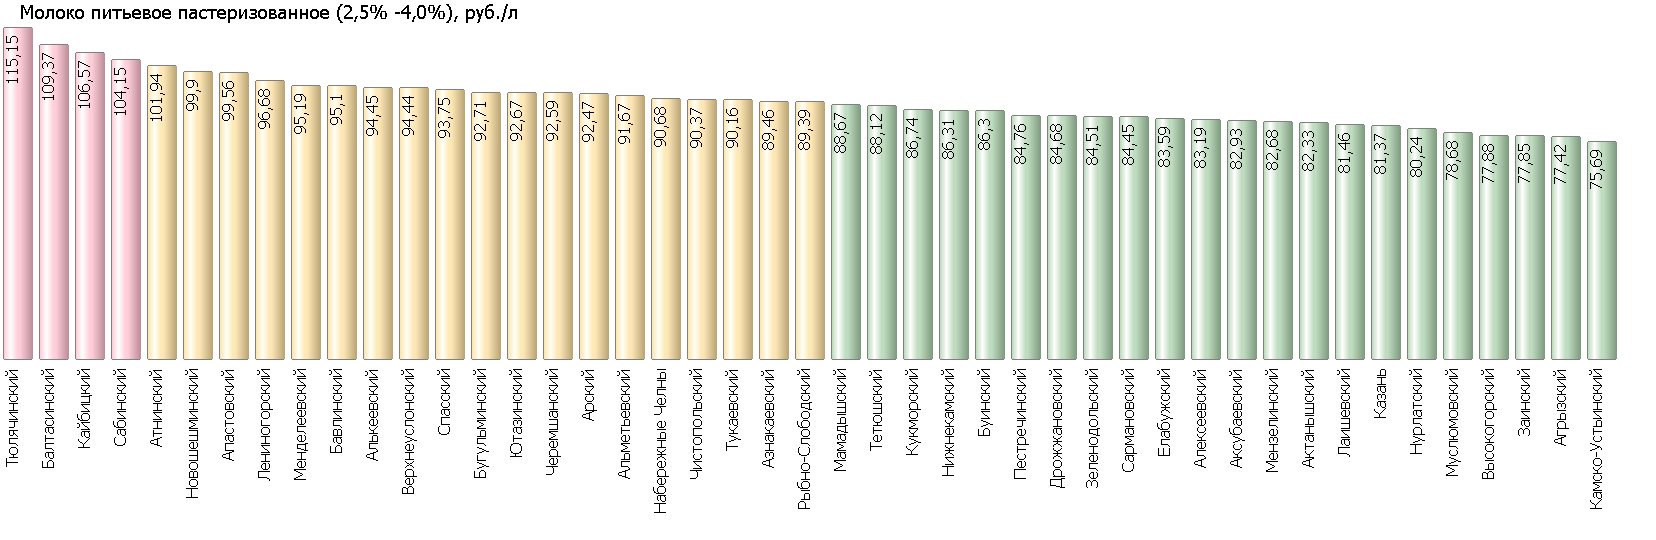 Молоко питьевое пастеризованное (2,5% -4,0%), руб./л
115,15
109,37
106,57
104,15
101,94
99,9
99,56
96,68
95,19
95,1
94,45
94,44
93,75
92,71
92,67
92,59
92,47
91,67
90,68
90,37
90,16
89,46
89,39
88,67
88,12
86,74
86,31
86,3
84,76
84,68
84,51
84,45
83,59
83,19
82,93
82,68
82,33
81,46
81,37
80,24
78,68
77,88
77,85
77,42
75,69
Тюлячинский
Балтасинский
Кайбицкий
Сабинский
Атнинский
Новошешминский
Апастовский
Лениногорский
Менделеевский
Бавлинский
Алькеевский
Верхнеуслонский
Спасский
Бугульминский
Ютазинский
Черемшанский
Арский
Альметьевский
Набережные Челны
Чистопольский
Тукаевский
Азнакаевский
Рыбно-Слободский
Мамадышский
Тетюшский
Кукморский
Нижнекамский
Буинский
Пестречинский
Дрожжановский
Зеленодольский
Сармановский
Елабужский
Алексеевский
Аксубаевский
Мензелинский
Актанышский
Лаишевский
Казань
Нурлатский
Муслюмовский
Высокогорский
Заинский
Агрызский
Камско-Устьинский